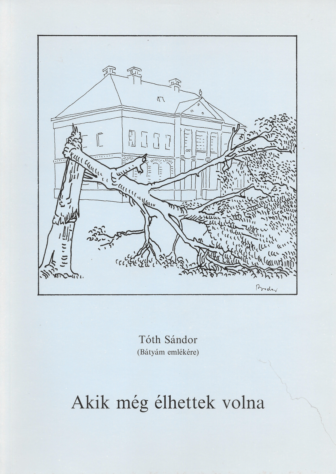 Tóth Sándor
(Bátyám emlékére)
Akik még élhettek volna